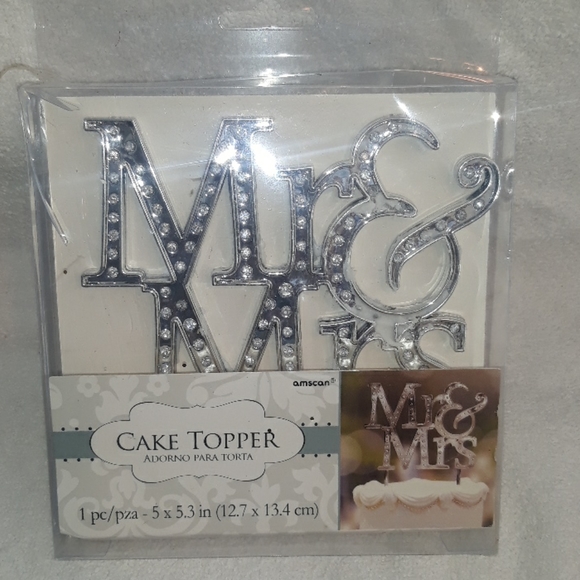 Mr&
Mrs
amscan®
CAKE TOPPER
ADORNO PARA TORTA
1 pc/pza - 5 x 5.3 in (12.7 x 13.4 cm)
Mr&
Mrs